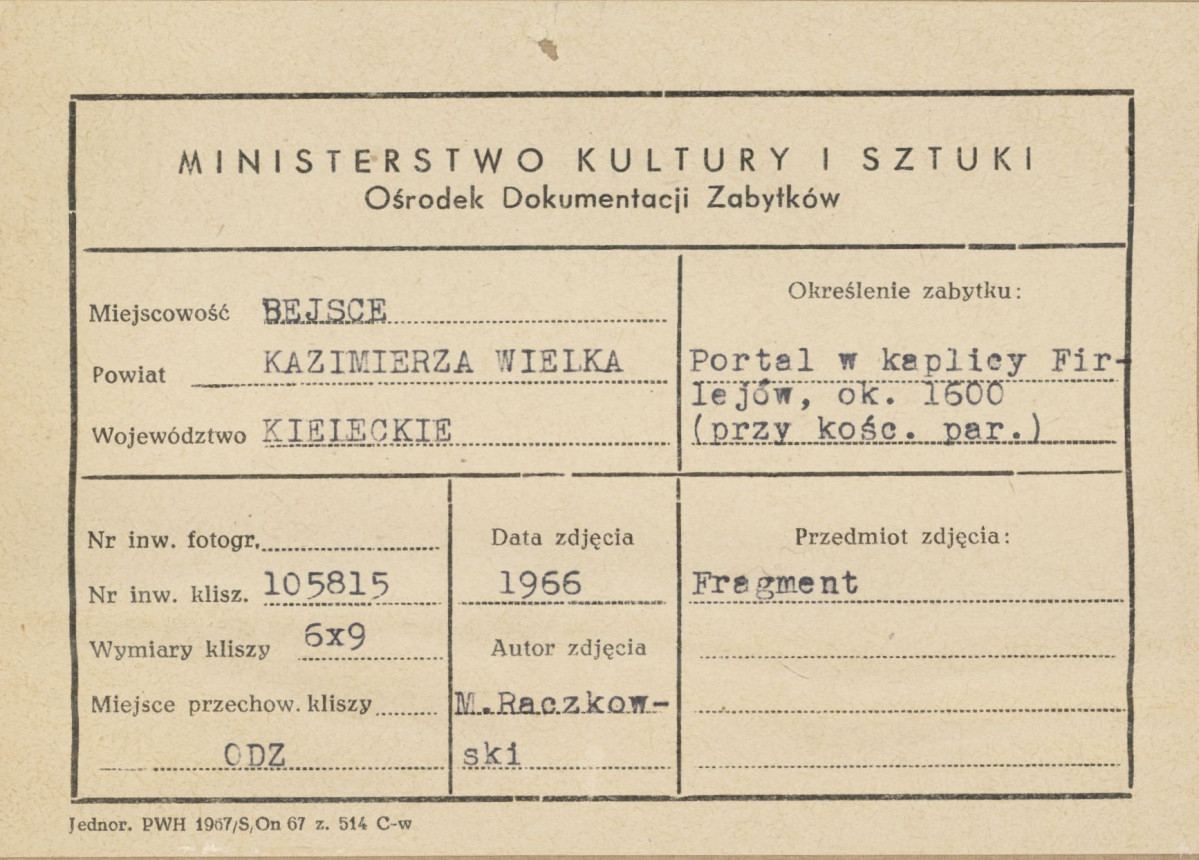 MINISTERSTWO KULTURY I SZTUKI
Ośrodek Dokumentacji Zabytków
Miejscowość BEJSCE
Powiat KAZIMIERZA WIELKA
Województwo KIELECKIE
Określenie zabytku:
Portal w kaplicy Fir-
lejów, ok. 1600
(przy kośc. par.)
Nr inw. fotogr.
Nr inw. klisz. 105815
Wymiary kliszy 6x9
Miejsce przechow. kliszy
ODZ
Data zdjęcia
1966
Autor zdjęcia
M.Raczkow-
ski
Przedmiot zdjęcia:
Fragment
Jednor. PWH 1967/S/On 67 z. 514 C-w